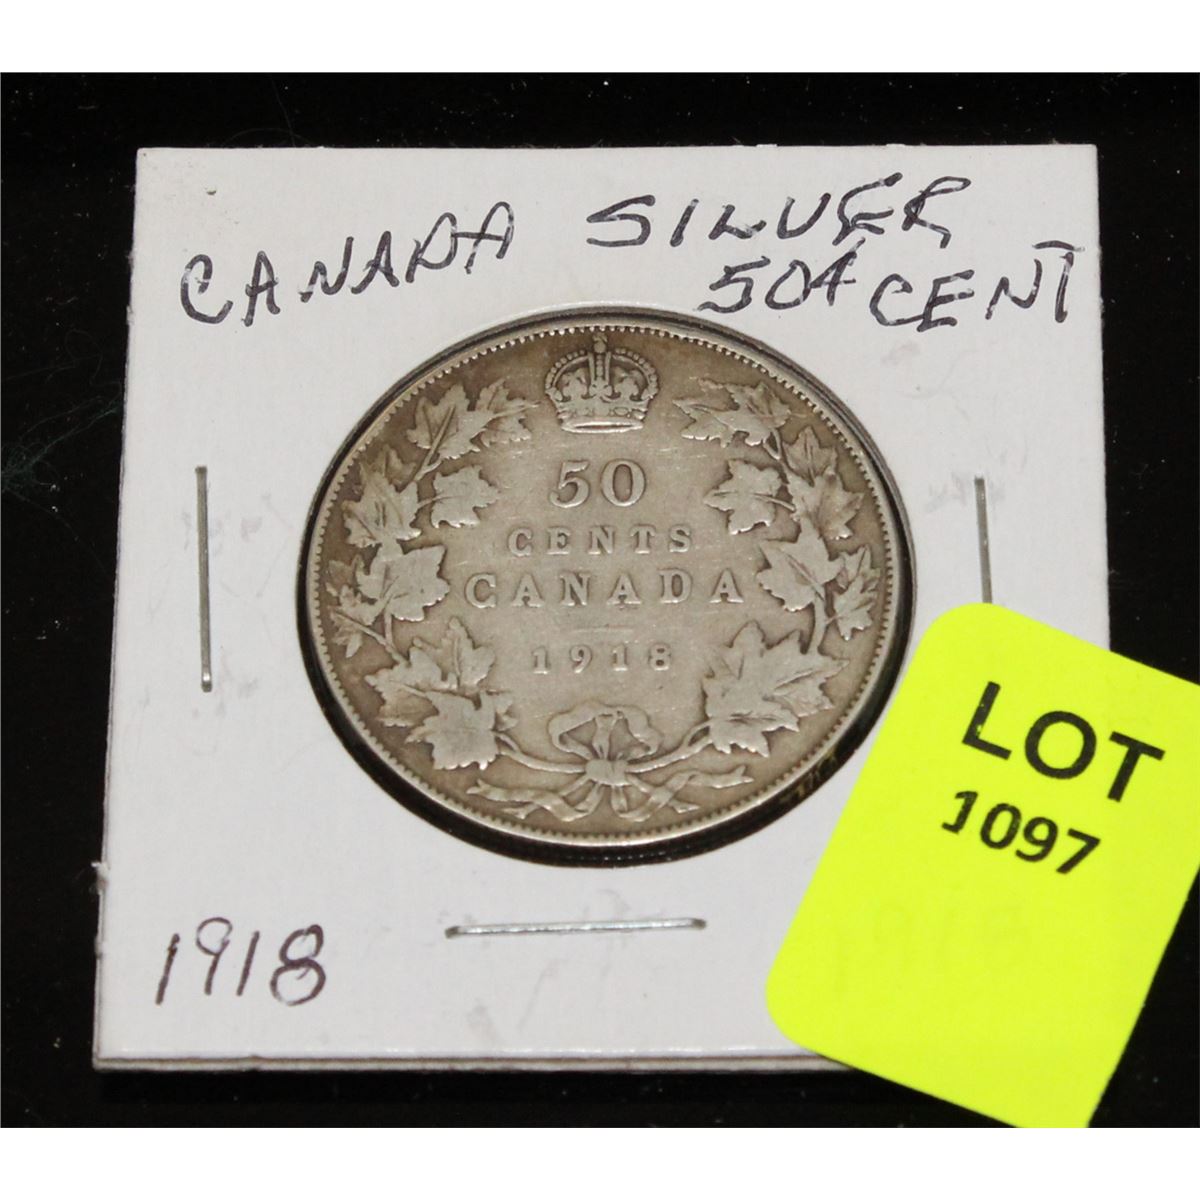 CANADA SILVER
50¢ CENT
50
CENTS
CANADA
1918
LOT
1097
1918